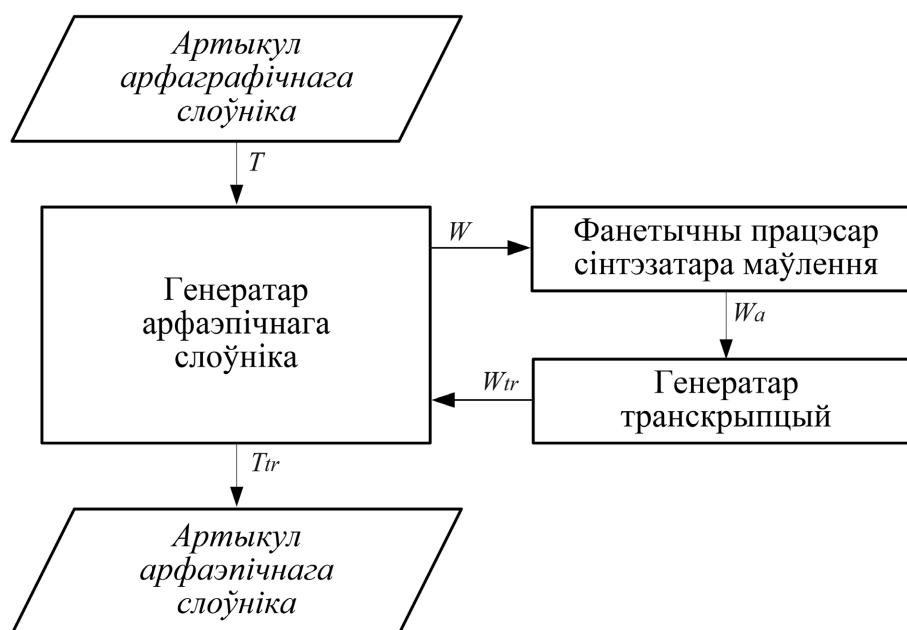 Артыкул
арфаграфічнага
слоўніка
T
Генератар
арфаэпічнага
слоўніка
W
Фанетычны працэсар
сінтэзатара маўлення
Wa
Генератар
транскрыпцый
Wtr
Ttr
Артыкул
арфаэпічнага
слоўніка